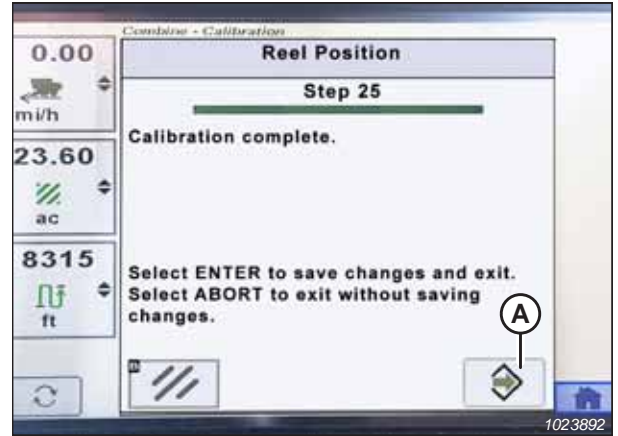 Combine - Calibration
0.00
mi/h
23.60
ac
8315
ft
Reel Position
Step 25
Calibration complete.
Select ENTER to save changes and exit.
Select ABORT to exit without saving
changes.
A
1023892